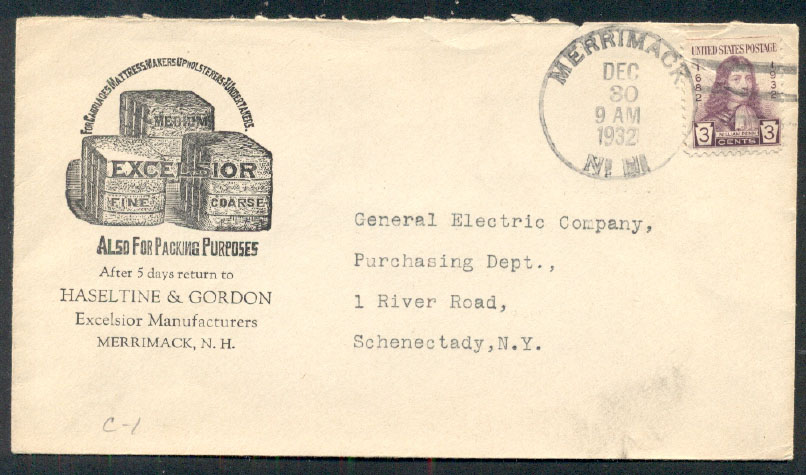 FOR CARRIAGES, MATTRESS MAKERS, UPHOLSTERERS & UNDERTAKERS.
MEDIUM
EXCELSIOR
FINE COARSE
ALSO FOR PACKING PURPOSES
After 5 days return to
HASELTINE & GORDON
Excelsior Manufacturers
MERRIMACK, N. H.
C-1
MERRIMACK
DEC
30
9 AM
1932
N. H.
UNITED STATES POSTAGE
1682 1932
WILLIAM PENN
3 CENTS 3
General Electric Company,
Purchasing Dept.,
1 River Road,
Schenectady,N.Y.